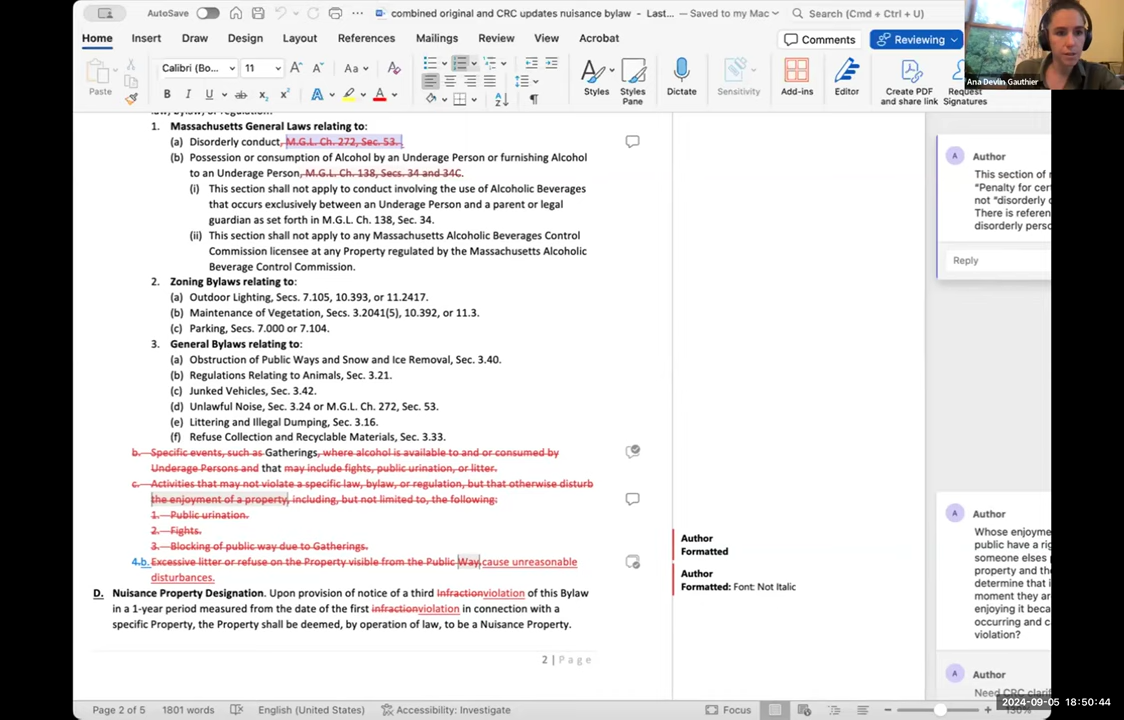 AutoSave
combined original and CRC updates nuisance bylaw - Last... — Saved to my Mac
Search (Cmd + Ctrl + U)
Home Insert Draw Design Layout References Mailings Review View Acrobat
Comments Reviewing
Ana Devlin Gauthier
Paste
Calibri (Bo... 11
Styles
Styles Pane
Dictate
Sensitivity
Add-ins
Editor
Create PDF and share link
Request Signatures
law, bylaw, or regulation.
1. Massachusetts General Laws relating to:
(a) Disorderly conduct, M.G.L. Ch. 272, Sec. 53.
(b) Possession or consumption of Alcohol by an Underage Person or furnishing Alcohol
to an Underage Person, M.G.L. Ch. 138, Secs. 34 and 34C.
(i) This section shall not apply to conduct involving the use of Alcoholic Beverages
that occurs exclusively between an Underage Person and a parent or legal
guardian as set forth in M.G.L. Ch. 138, Sec. 34.
(ii) This section shall not apply to any Massachusetts Alcoholic Beverages Control
Commission licensee at any Property regulated by the Massachusetts Alcoholic
Beverage Control Commission.
2. Zoning Bylaws relating to:
(a) Outdoor Lighting, Secs. 7.105, 10.393, or 11.2417.
(b) Maintenance of Vegetation, Secs. 3.2041(5), 10.392, or 11.3.
(c) Parking, Secs. 7.000 or 7.104.
3. General Bylaws relating to:
(a) Obstruction of Public Ways and Snow and Ice Removal, Sec. 3.40.
(b) Regulations Relating to Animals, Sec. 3.21.
(c) Junked Vehicles, Sec. 3.42.
(d) Unlawful Noise, Sec. 3.24 or M.G.L. Ch. 272, Sec. 53.
(e) Littering and Illegal Dumping, Sec. 3.16.
(f) Refuse Collection and Recyclable Materials, Sec. 3.33.
b. Specific events, such as Gatherings, where alcohol is available to and or consumed by
Underage Persons and that may include fights, public urination, or litter.
c. Activities that may not violate a specific law, bylaw, or regulation, but that otherwise disturb
the enjoyment of a property, including, but not limited to, the following:
1. Public urination.
2. Fights.
3. Blocking of public way due to Gatherings.
4.b. Excessive litter or refuse on the Property visible from the Public Way.cause unreasonable
disturbances.
D. Nuisance Property Designation. Upon provision of notice of a third Infractionviolation of this Bylaw
in a 1-year period measured from the date of the first infractionviolation in connection with a
specific Property, the Property shall be deemed, by operation of law, to be a Nuisance Property.
2 | Page
Author
Formatted
Author
Formatted: Font: Not Italic
A Author
This section of r
"Penalty for cer
not "disorderly c
There is referen
disorderly perso
Reply
A Author
Whose enjoyme
public have a rig
someone elses p
property and the
determine that i
moment they ar
enjoying it beca
occurring and c
violation?
A Author
Need CRC clarif
Page 2 of 5 1801 words English (United States) Accessibility: Investigate Focus
2024-09-05 18:50:44